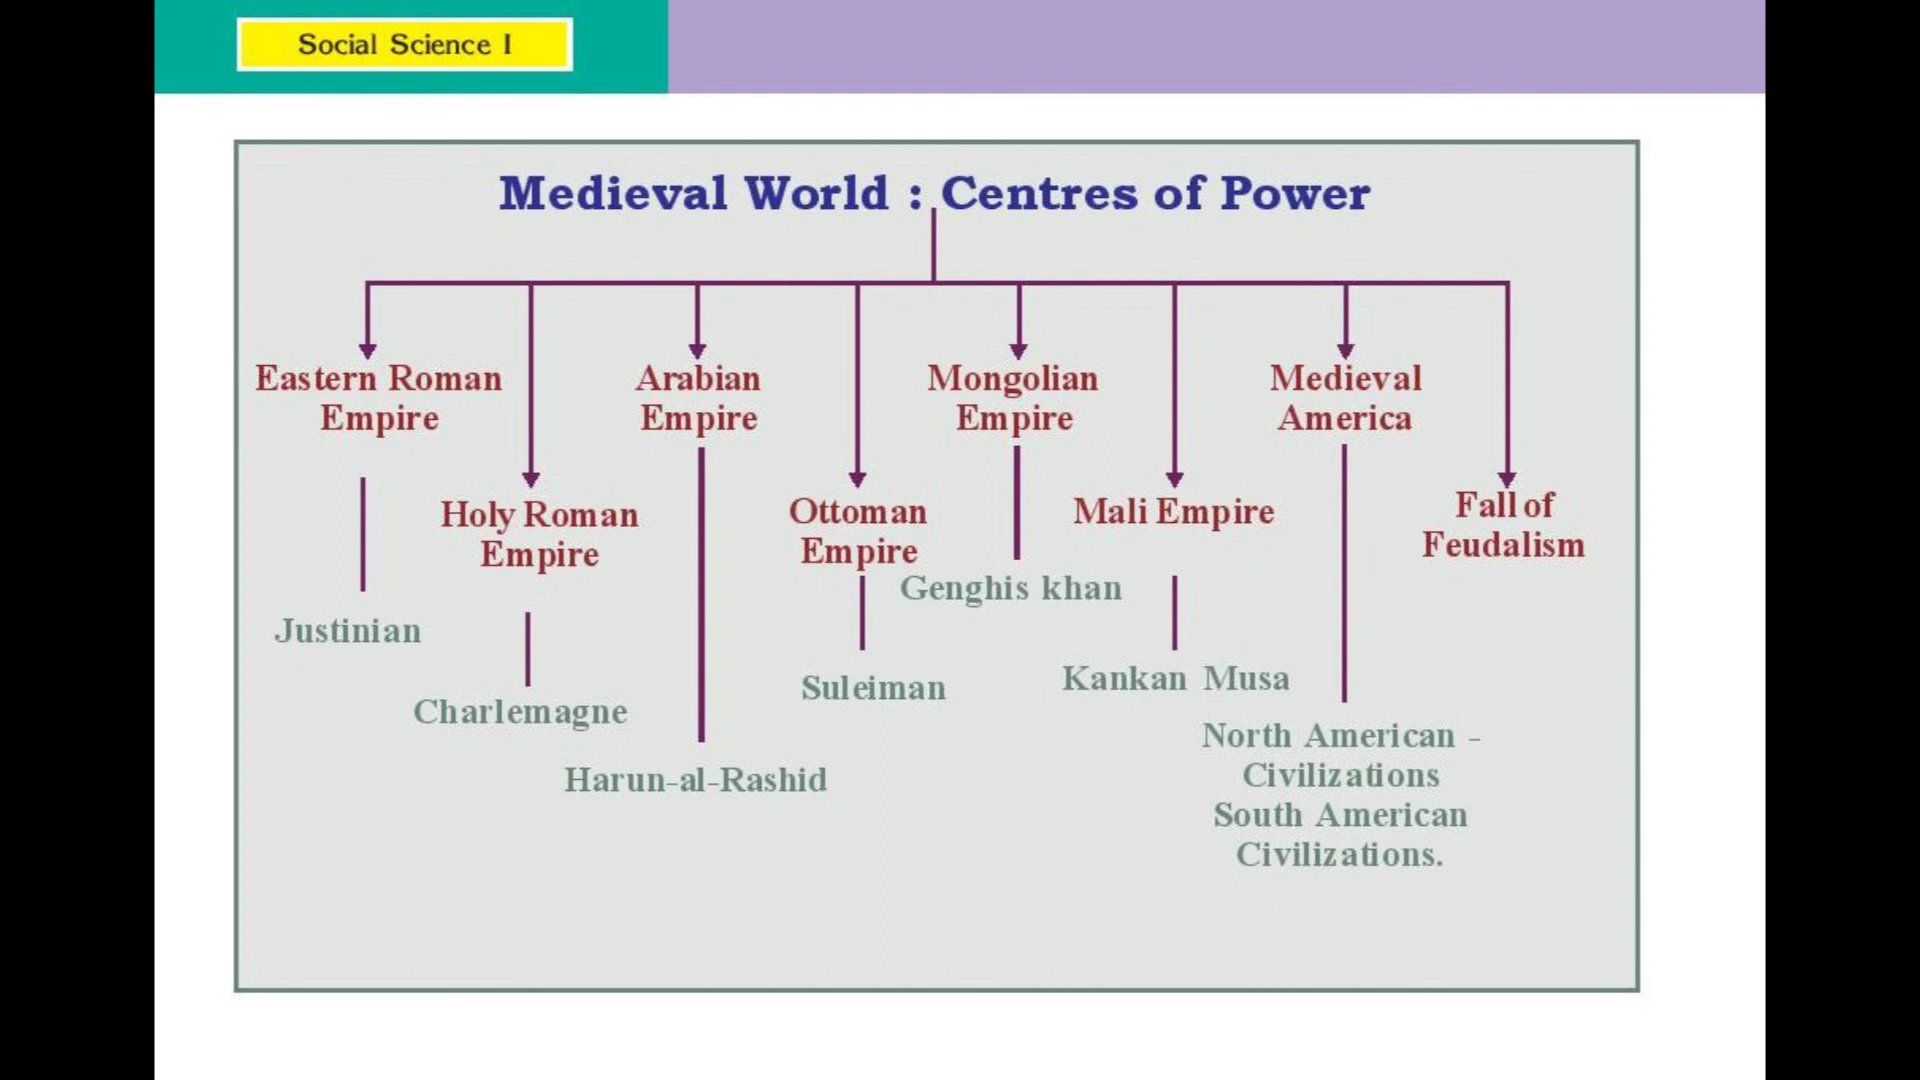 Social Science I
Medieval World : Centres of Power
Eastern Roman
Empire
Justinian
Holy Roman
Empire
Charlemagne
Arabian
Empire
Harun-al-Rashid
Ottoman
Empire
Suleiman
Mongolian
Empire
Genghis khan
Mali Empire
Kankan Musa
Medieval
America
North American -
Civilizations
South American
Civilizations.
Fall of
Feudalism